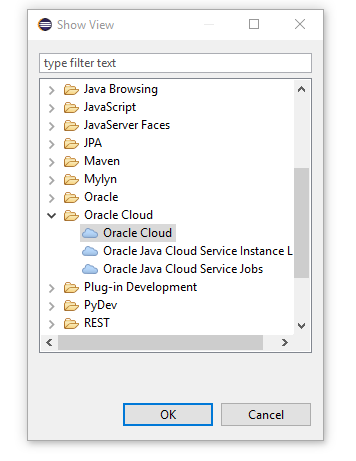 Show View
type filter text
Java Browsing
JavaScript
JavaServer Faces
JPA
Maven
Mylyn
Oracle
Oracle Cloud
Oracle Cloud
Oracle Java Cloud Service Instance L
Oracle Java Cloud Service Jobs
Plug-in Development
PyDev
REST
OK Cancel